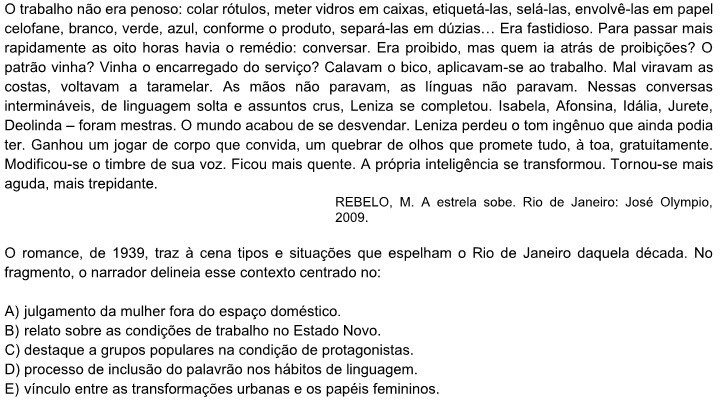 O trabalho não era penoso: colar rótulos, meter vidros em caixas, etiquetá-las, selá-las, envolvê-las em papel
celofane, branco, verde, azul, conforme o produto, separá-las em dúzias... Era fastidioso. Para passar mais
rapidamente as oito horas havia o remédio: conversar. Era proibido, mas quem ia atrás de proibições? O
patrão vinha? Vinha o encarregado do serviço? Calavam o bico, aplicavam-se ao trabalho. Mal viravam as
costas, voltavam a taramelar. As mãos não paravam, as línguas não paravam. Nessas conversas
intermináveis, de linguagem solta e assuntos crus, Leniza se completou. Isabela, Afonsina, Idália, Jurete,
Deolinda – foram mestras. O mundo acabou de se desvendar. Leniza perdeu o tom ingênuo que ainda podia
ter. Ganhou um jogar de corpo que convida, um quebrar de olhos que promete tudo, à toa, gratuitamente.
Modificou-se o timbre de sua voz. Ficou mais quente. A própria inteligência se transformou. Tornou-se mais
aguda, mais trepidante.
REBELO, M. A estrela sobe. Rio de Janeiro: José Olympio,
2009.
O romance, de 1939, traz à cena tipos e situações que espelham o Rio de Janeiro daquela década. No
fragmento, o narrador delineia esse contexto centrado no:
A) julgamento da mulher fora do espaço doméstico.
B) relato sobre as condições de trabalho no Estado Novo.
C) destaque a grupos populares na condição de protagonistas.
D) processo de inclusão do palavrão nos hábitos de linguagem.
E) vínculo entre as transformações urbanas e os papéis femininos.